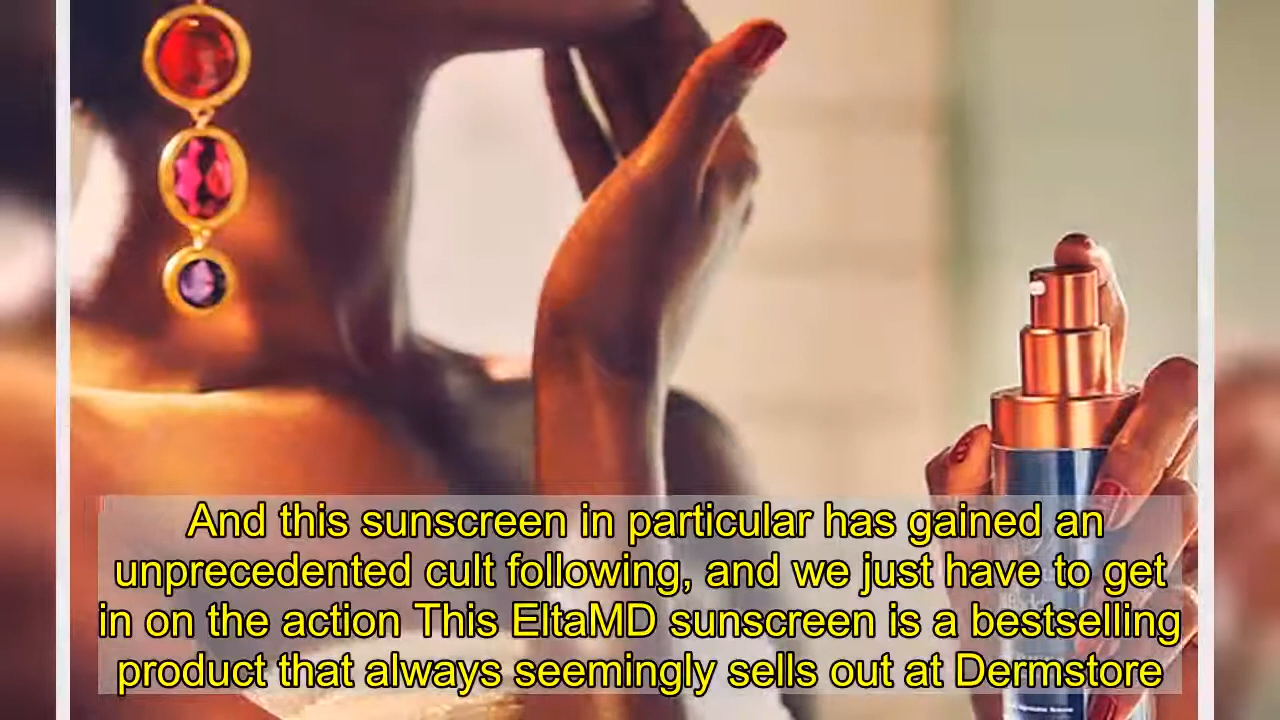 And this sunscreen in particular has gained an
unprecedented cult following, and we just have to get
in on the action This EltaMD sunscreen is a bestselling
product that always seemingly sells out at Dermstore